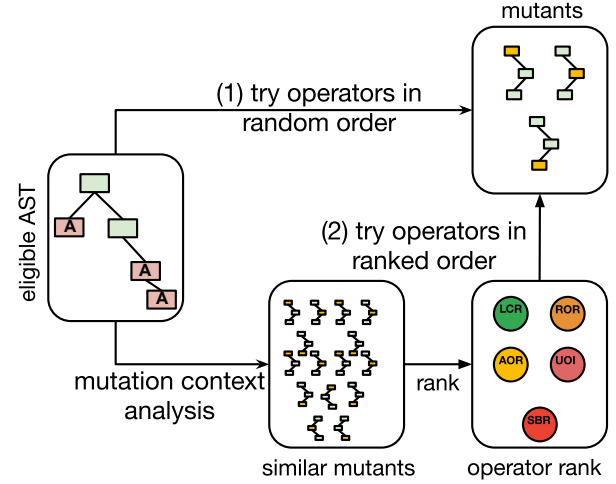 mutants
(1) try operators in
random order
eligible AST
A
A
A
(2) try operators in
ranked order
LCR
ROR
AOR
UOI
SBR
mutation context
analysis
rank
similar mutants
operator rank